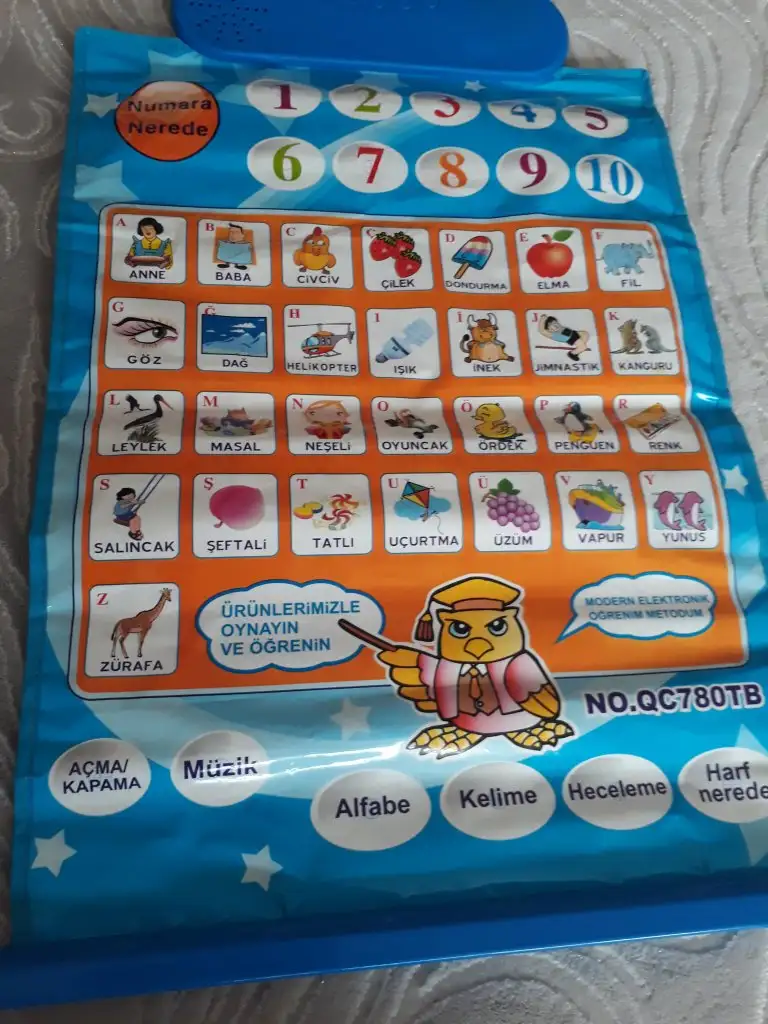 Numara
Nerede
1 2 3 4 5
6 7 8 9 10
A B C Ç D E F
ANNE BABA CİVCİV ÇİLEK DONDURMA ELMA FİL
G Ğ H I İ J K
GÖZ DAĞ HELİKOPTER IŞIK İNEK JİMNASTİK KANGURU
L M N O Ö P R
LEYLEK MASAL NEŞELİ OYUNCAK ÖRDEK PENGUEN RENK
S Ş T U Ü V Y
SALINCAK ŞEFTALİ TATLI UÇURTMA ÜZÜM VAPUR YUNUS
Z
ZÜRAFA
ÜRÜNLERİMİZLE
OYNAYIN
VE ÖĞRENİN
MODERN ELEKTRONİK
ÖĞRENIM METODUM
NO.QC780TB
AÇMA/
KAPAMA
Müzik
Alfabe
Kelime
Heceleme
Harf
nerede